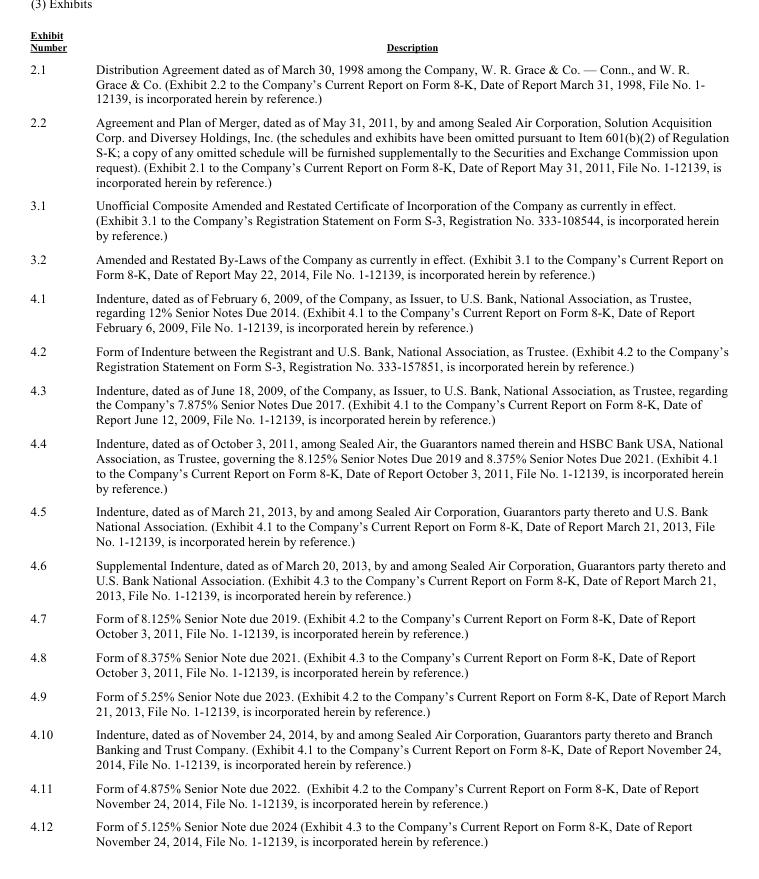 (3) Exhibits
Exhibit
Number
Description
2.1 Distribution Agreement dated as of March 30, 1998 among the Company, W. R. Grace & Co. — Conn., and W. R.
Grace & Co. (Exhibit 2.2 to the Company's Current Report on Form 8-K, Date of Report March 31, 1998, File No. 1-
12139, is incorporated herein by reference.)
2.2 Agreement and Plan of Merger, dated as of May 31, 2011, by and among Sealed Air Corporation, Solution Acquisition
Corp. and Diversey Holdings, Inc. (the schedules and exhibits have been omitted pursuant to Item 601(b)(2) of Regulation
S-K; a copy of any omitted schedule will be furnished supplementally to the Securities and Exchange Commission upon
request). (Exhibit 2.1 to the Company's Current Report on Form 8-K, Date of Report May 31, 2011, File No. 1-12139, is
incorporated herein by reference.)
3.1 Unofficial Composite Amended and Restated Certificate of Incorporation of the Company as currently in effect.
(Exhibit 3.1 to the Company's Registration Statement on Form S-3, Registration No. 333-108544, is incorporated herein
by reference.)
3.2 Amended and Restated By-Laws of the Company as currently in effect. (Exhibit 3.1 to the Company's Current Report on
Form 8-K, Date of Report May 22, 2014, File No. 1-12139, is incorporated herein by reference.)
4.1 Indenture, dated as of February 6, 2009, of the Company, as Issuer, to U.S. Bank, National Association, as Trustee,
regarding 12% Senior Notes Due 2014. (Exhibit 4.1 to the Company's Current Report on Form 8-K, Date of Report
February 6, 2009, File No. 1-12139, is incorporated herein by reference.)
4.2 Form of Indenture between the Registrant and U.S. Bank, National Association, as Trustee. (Exhibit 4.2 to the Company's
Registration Statement on Form S-3, Registration No. 333-157851, is incorporated herein by reference.)
4.3 Indenture, dated as of June 18, 2009, of the Company, as Issuer, to U.S. Bank, National Association, as Trustee, regarding
the Company's 7.875% Senior Notes Due 2017. (Exhibit 4.1 to the Company's Current Report on Form 8-K, Date of
Report June 12, 2009, File No. 1-12139, is incorporated herein by reference.)
4.4 Indenture, dated as of October 3, 2011, among Sealed Air, the Guarantors named therein and HSBC Bank USA, National
Association, as Trustee, governing the 8.125% Senior Notes Due 2019 and 8.375% Senior Notes Due 2021. (Exhibit 4.1
to the Company's Current Report on Form 8-K, Date of Report October 3, 2011, File No. 1-12139, is incorporated herein
by reference.)
4.5 Indenture, dated as of March 21, 2013, by and among Sealed Air Corporation, Guarantors party thereto and U.S. Bank
National Association. (Exhibit 4.1 to the Company's Current Report on Form 8-K, Date of Report March 21, 2013, File
No. 1-12139, is incorporated herein by reference.)
4.6 Supplemental Indenture, dated as of March 20, 2013, by and among Sealed Air Corporation, Guarantors party thereto and
U.S. Bank National Association. (Exhibit 4.3 to the Company's Current Report on Form 8-K, Date of Report March 21,
2013, File No. 1-12139, is incorporated herein by reference.)
4.7 Form of 8.125% Senior Note due 2019. (Exhibit 4.2 to the Company's Current Report on Form 8-K, Date of Report
October 3, 2011, File No. 1-12139, is incorporated herein by reference.)
4.8 Form of 8.375% Senior Note due 2021. (Exhibit 4.3 to the Company's Current Report on Form 8-K, Date of Report
October 3, 2011, File No. 1-12139, is incorporated herein by reference.)
4.9 Form of 5.25% Senior Note due 2023. (Exhibit 4.2 to the Company's Current Report on Form 8-K, Date of Report March
21, 2013, File No. 1-12139, is incorporated herein by reference.)
4.10 Indenture, dated as of November 24, 2014, by and among Sealed Air Corporation, Guarantors party thereto and Branch
Banking and Trust Company. (Exhibit 4.1 to the Company's Current Report on Form 8-K, Date of Report November 24,
2014, File No. 1-12139, is incorporated herein by reference.)
4.11 Form of 4.875% Senior Note due 2022. (Exhibit 4.2 to the Company's Current Report on Form 8-K, Date of Report
November 24, 2014, File No. 1-12139, is incorporated herein by reference.)
4.12 Form of 5.125% Senior Note due 2024 (Exhibit 4.3 to the Company's Current Report on Form 8-K, Date of Report
November 24, 2014, File No. 1-12139, is incorporated herein by reference.)